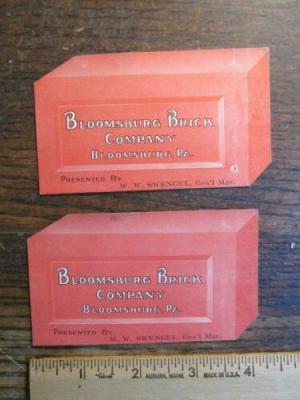 Bloomsburg Brick
Company
Bloomsburg Pa.
Presented By
W. W. SWENGEL, Gen'l Mgr.
Bloomsburg Brick
Company
Bloomsburg Pa.
Presented By
W. W. SWENGEL, Gen'l Mgr.
1 2 3 4
AUBURN, MAINE MADE IN U.S.A.